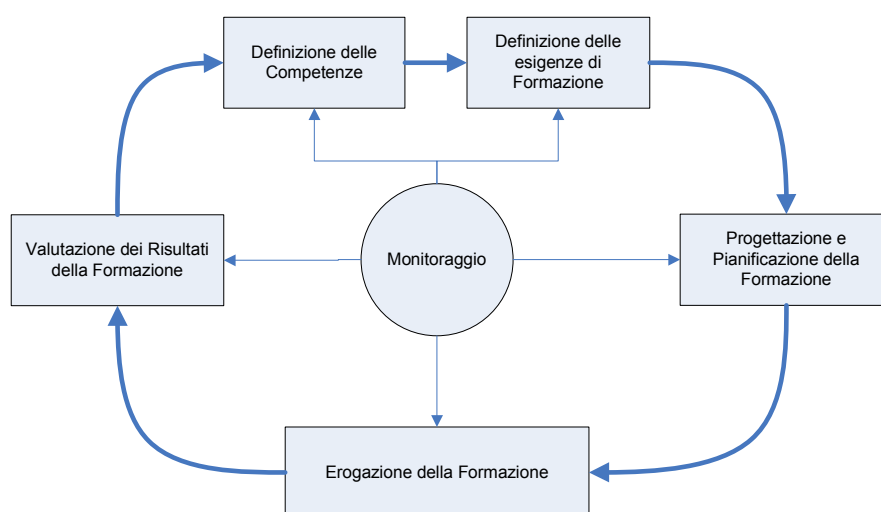 Definizione delle
Competenze
Definizione delle
esigenze di
Formazione
Valutazione dei Risultati
della Formazione
Monitoraggio
Progettazione e
Pianificazione della
Formazione
Erogazione della Formazione